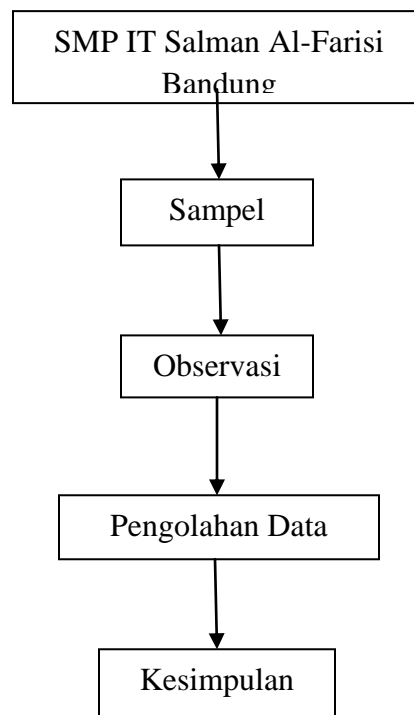 SMP IT Salman Al-Farisi
Bandung
Sampel
Observasi
Pengolahan Data
Kesimpulan